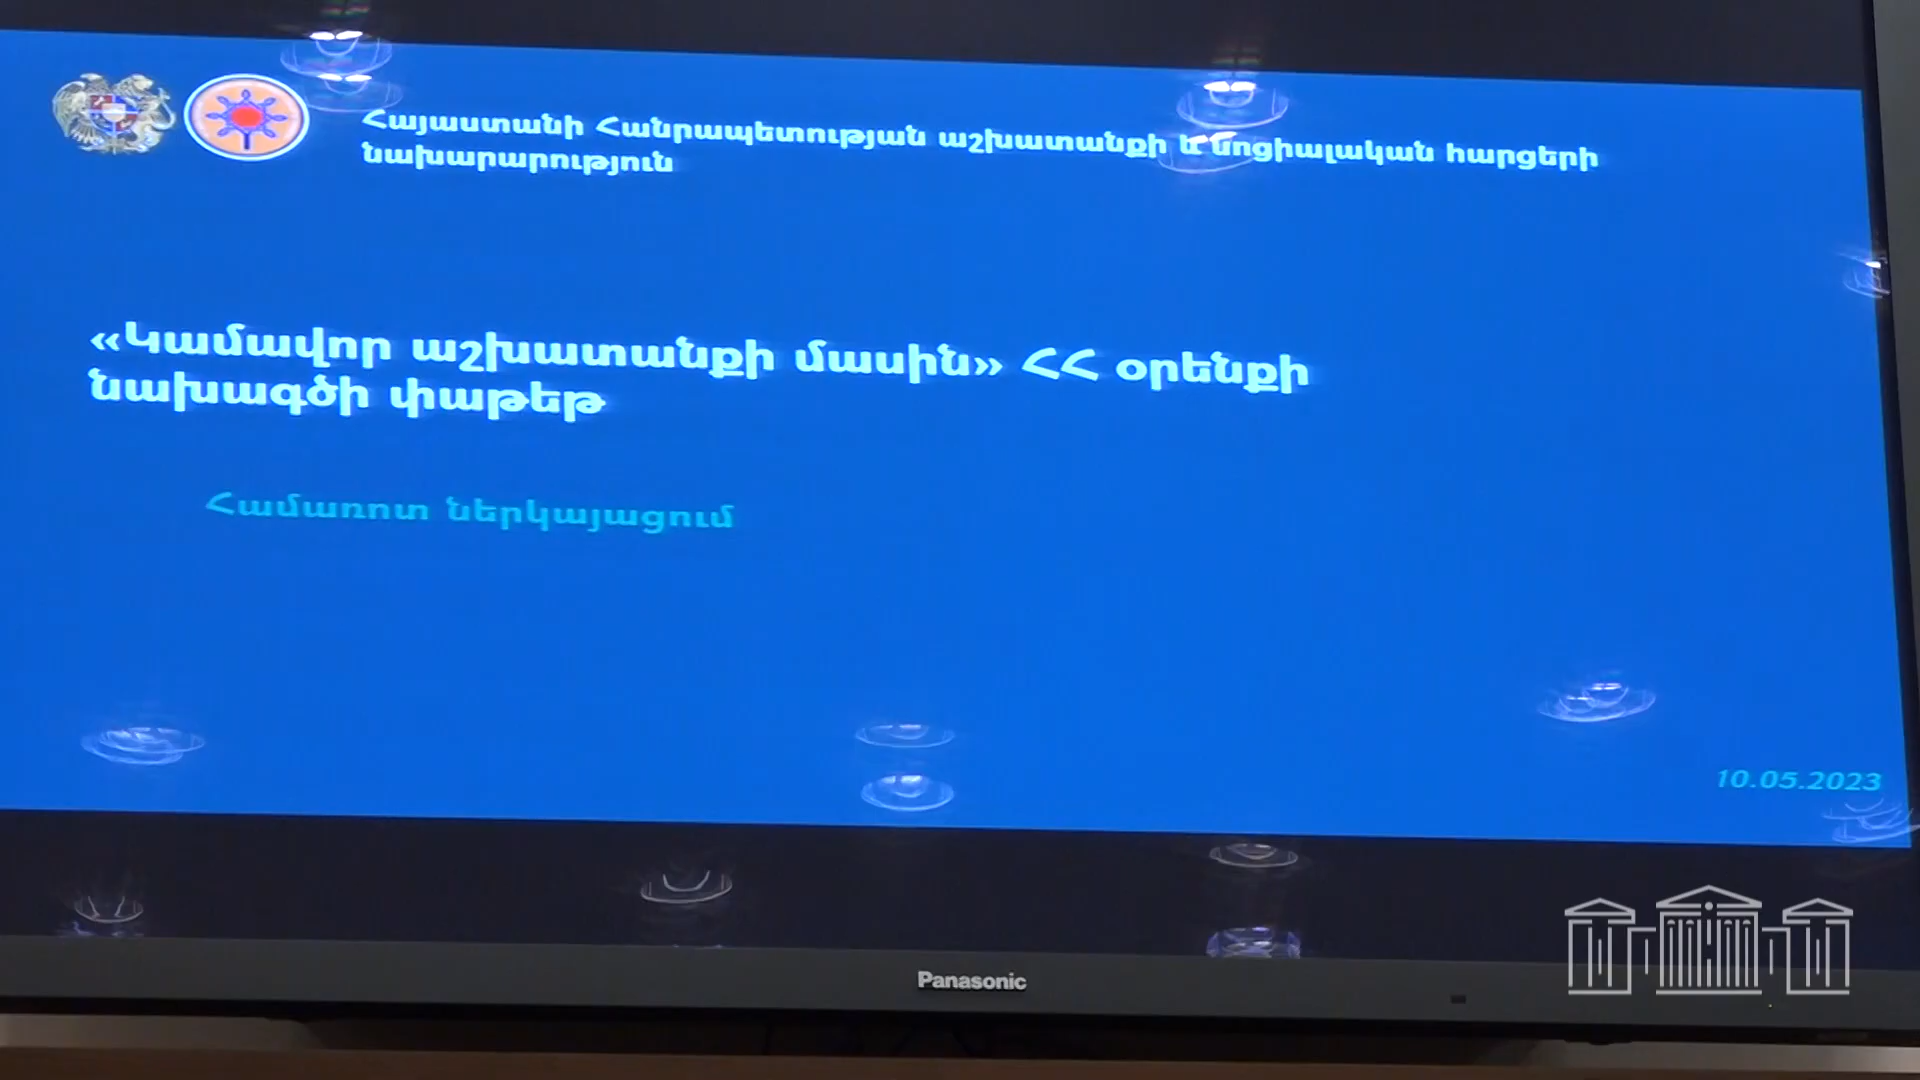 Հայաստանի Հանրապետության աշխատանքի և սոցիալական հարցերի
նախարարություն
«Կամավոր աշխատանքի մասին» ՀՀ օրենքի
նախագծի փաթեթ
Համառոտ ներկայացում
10.05.2023
Panasonic